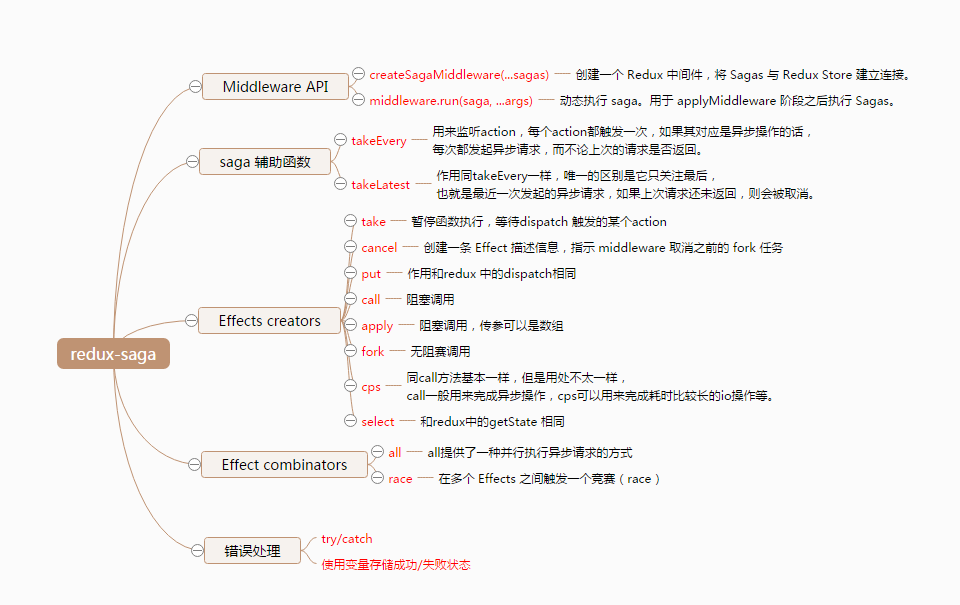 redux-saga
Middleware API
createSagaMiddleware(...sagas) 创建一个 Redux 中间件，将 Sagas 与 Redux Store 建立连接。
middleware.run(saga, ...args) 动态执行 saga。用于 applyMiddleware 阶段之后执行 Sagas。
saga 辅助函数
takeEvery
用来监听action，每个action都触发一次，如果其对应是异步操作的话，
每次都发起异步请求，而不论上次的请求是否返回。
takeLatest
作用同takeEvery一样，唯一的区别是它只关注最后，
也就是最近一次发起的异步请求，如果上次请求还未返回，则会被取消。
Effects creators
take 暂停函数执行，等待dispatch 触发的某个action
cancel 创建一条 Effect 描述信息，指示 middleware 取消之前的 fork 任务
put 作用和redux 中的dispatch相同
call 阻塞调用
apply 阻塞调用，传参可以是数组
fork 无阻塞调用
cps
同call方法基本一样，但是用处不太一样，
call一般用来完成异步操作，cps可以用来完成耗时比较长的io操作等。
select 和redux中的getState 相同
Effect combinators
all all提供了一种并行执行异步请求的方式
race 在多个 Effects 之间触发一个竞赛（race）
错误处理
try/catch
使用变量存储成功/失败状态